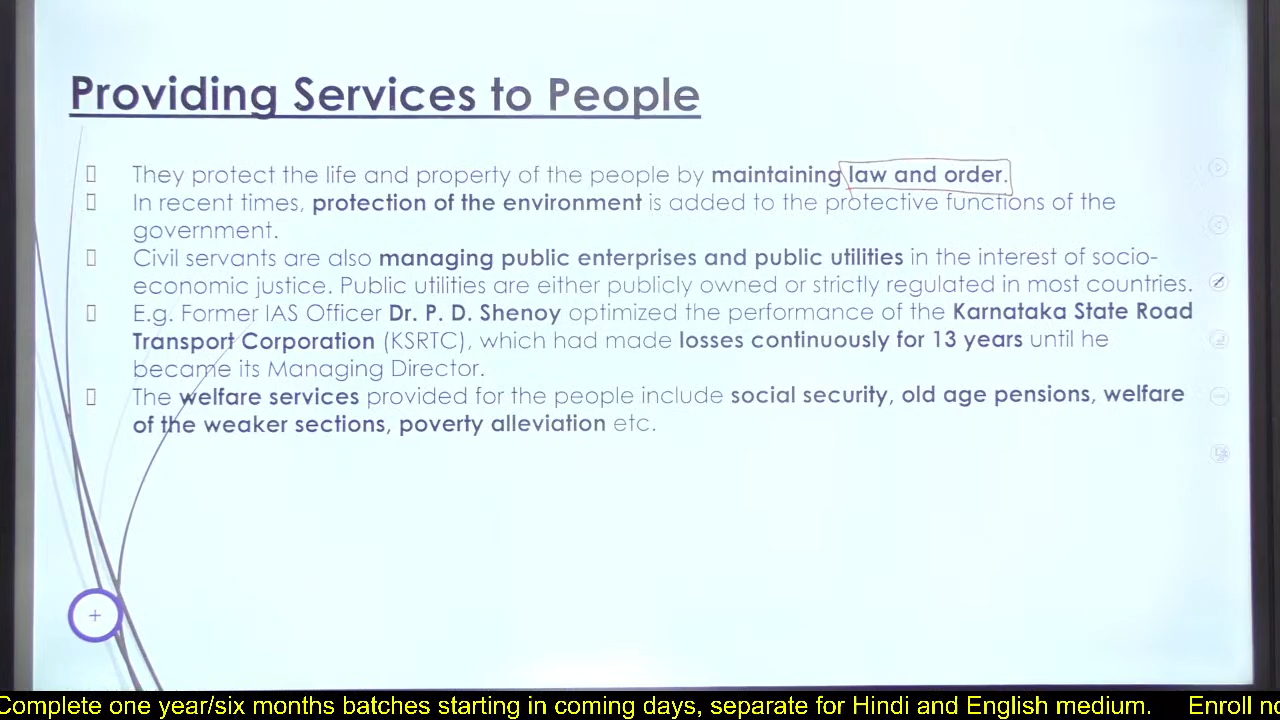 Providing Services to People
They protect the life and property of the people by maintaining law and order.
In recent times, protection of the environment is added to the protective functions of the
government.
Civil servants are also managing public enterprises and public utilities in the interest of socio-
economic justice. Public utilities are either publicly owned or strictly regulated in most countries.
E.g. Former IAS Officer Dr. P. D. Shenoy optimized the performance of the Karnataka State Road
Transport Corporation (KSRTC), which had made losses continuously for 13 years until he
became its Managing Director.
The welfare services provided for the people include social security, old age pensions, welfare
of the weaker sections, poverty alleviation etc.
Complete one year/six months batches starting in coming days, separate for Hindi and English medium. Enroll